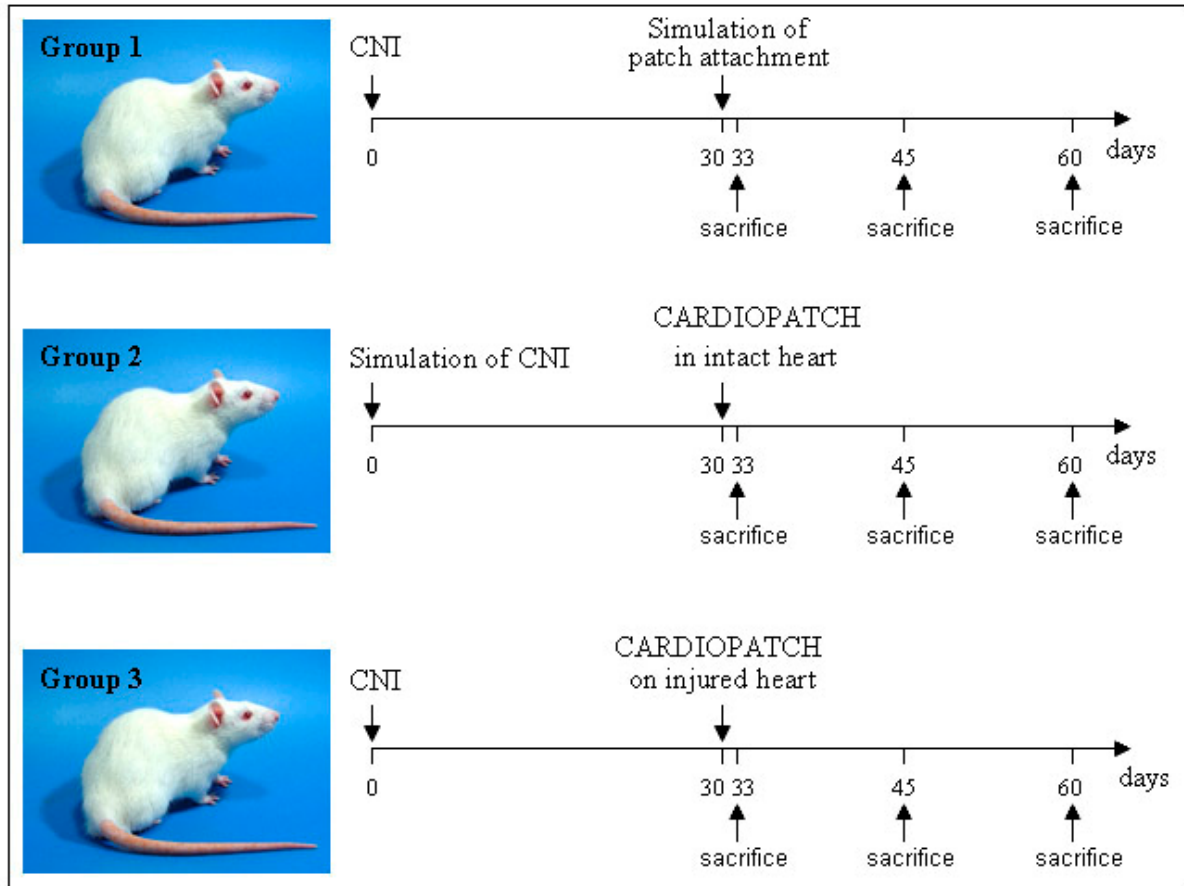 Group 1
CNI
Simulation of
patch attachment
0 30 33 45 60 days
sacrifice sacrifice sacrifice
Group 2
Simulation of CNI
CARDIOPATCH
in intact heart
0 30 33 45 60 days
sacrifice sacrifice sacrifice
Group 3
CNI
CARDIOPATCH
on injured heart
0 30 33 45 60 days
sacrifice sacrifice sacrifice